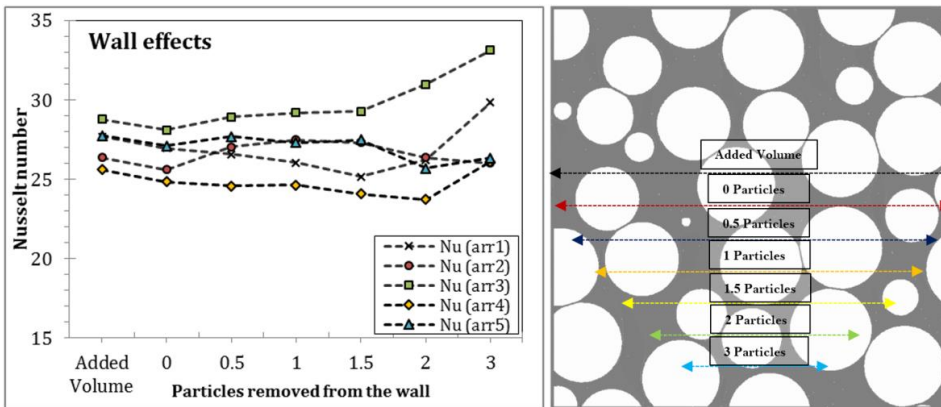 Wall effects
Nusselt number
35
30
25
20
15
Nu (arr1)
Nu (arr2)
Nu (arr3)
Nu (arr4)
Nu (arr5)
Added 0 0.5 1 1.5 2 3
Volume
Particles removed from the wall
Added Volume
0 Particles
0.5 Particles
1 Particles
1.5 Particles
2 Particles
3 Particles